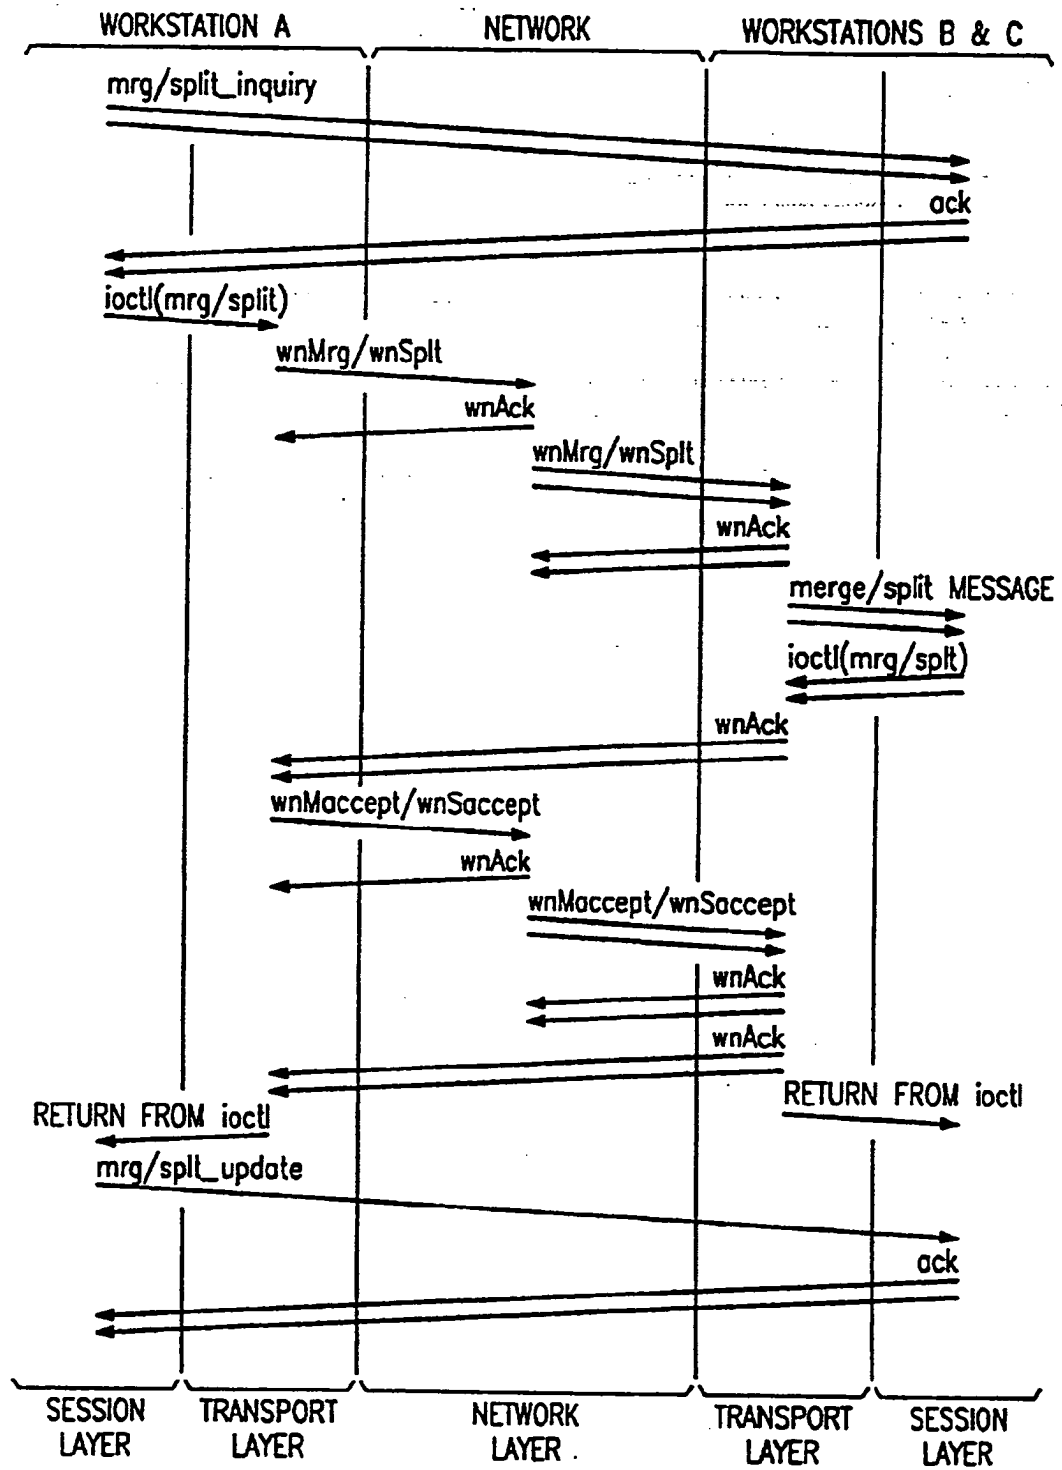 WORKSTATION A NETWORK WORKSTATIONS B & C
mrg/split_inquiry
ack
ioctl(mrg/split)
wnMrg/wnSplt
wnAck
wnMrg/wnSplt
wnAck
merge/split MESSAGE
ioctl(mrg/splt)
wnAck
wnMaccept/wnSaccept
wnAck
wnMaccept/wnSaccept
wnAck
wnAck
RETURN FROM ioctl
RETURN FROM ioctl
mrg/splt_update
ack
SESSION LAYER
TRANSPORT LAYER
NETWORK LAYER
TRANSPORT LAYER
SESSION LAYER